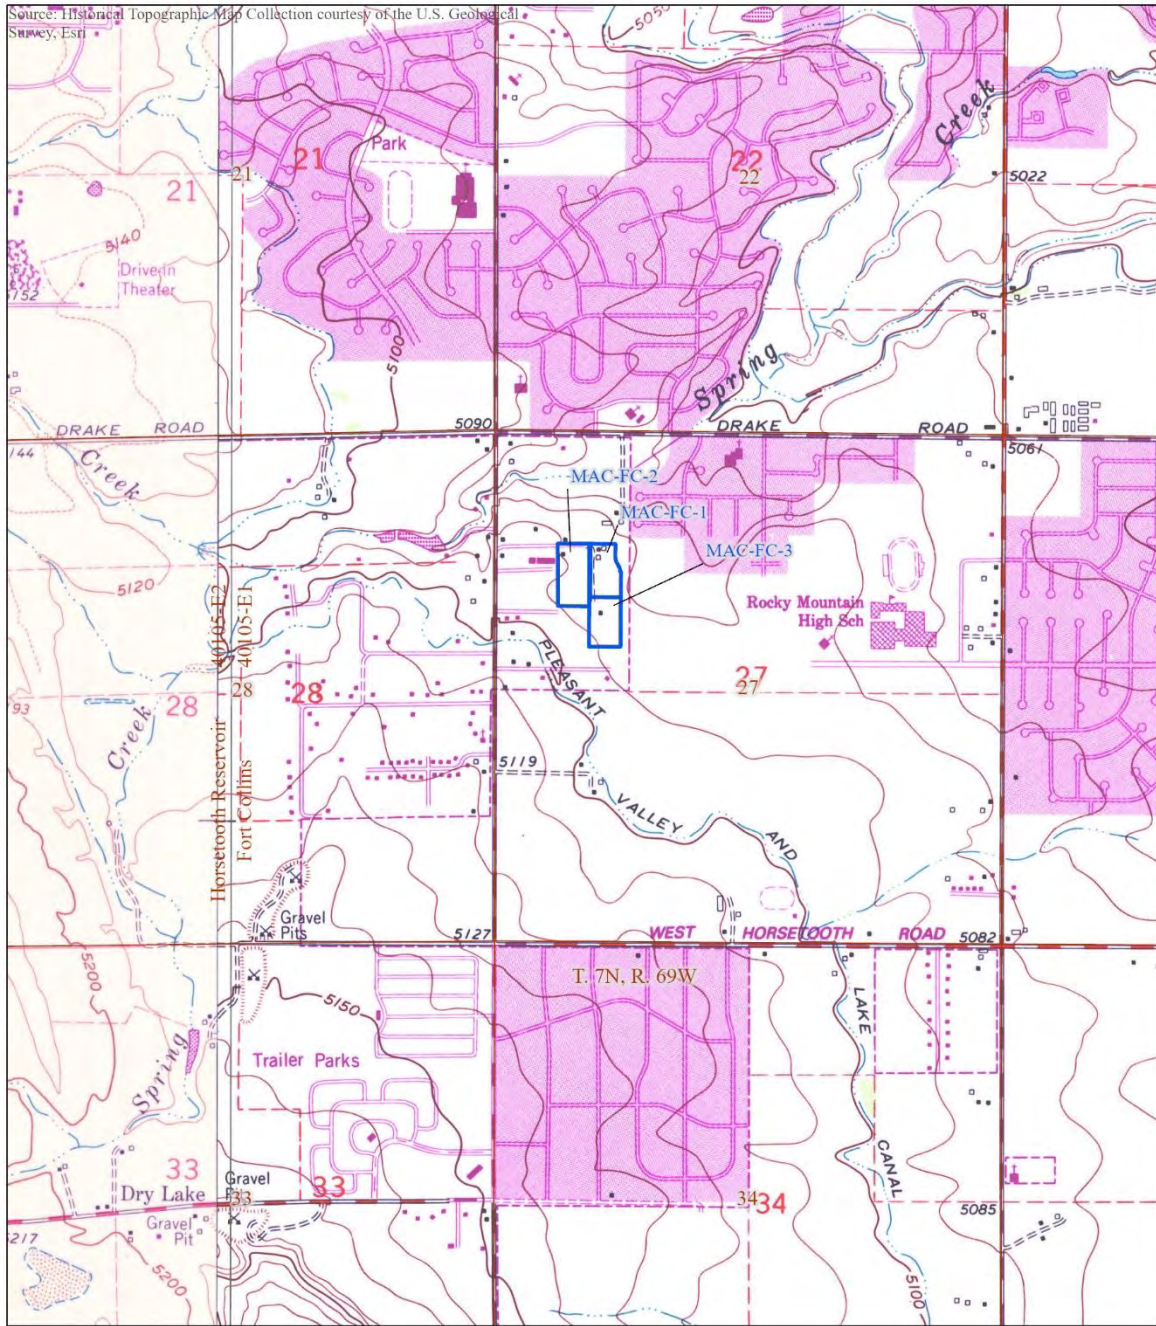 Source: Historical Topographic Map Collection courtesy of the U.S. Geological
Survey, Esri
5050
Creek
Park
21
21
21
22
22
5022
5140
Drive-in
Theater
5152
5100
Spring
DRAKE ROAD
5090
DRAKE ROAD
144
5061
Creek
MAC-FC-2
MAC-FC-1
MAC-FC-3
5120
40105-E2
40105-E1
Rocky Mountain
High Sch
PLEASANT
VALLEY
AND
LAKE
CANAL
28
28
28
27
27
93
Creek
5119
Horsetooth Reservoir
Fort Collins
Gravel
Pits
5127
WEST HORSETOOTH ROAD
5082
5200
T. 7N, R. 69W
5150
Trailer Parks
Spring
33
33
33
Dry Lake
Gravel
34
34
Gravel
Pit
5217
5200
5085
5100